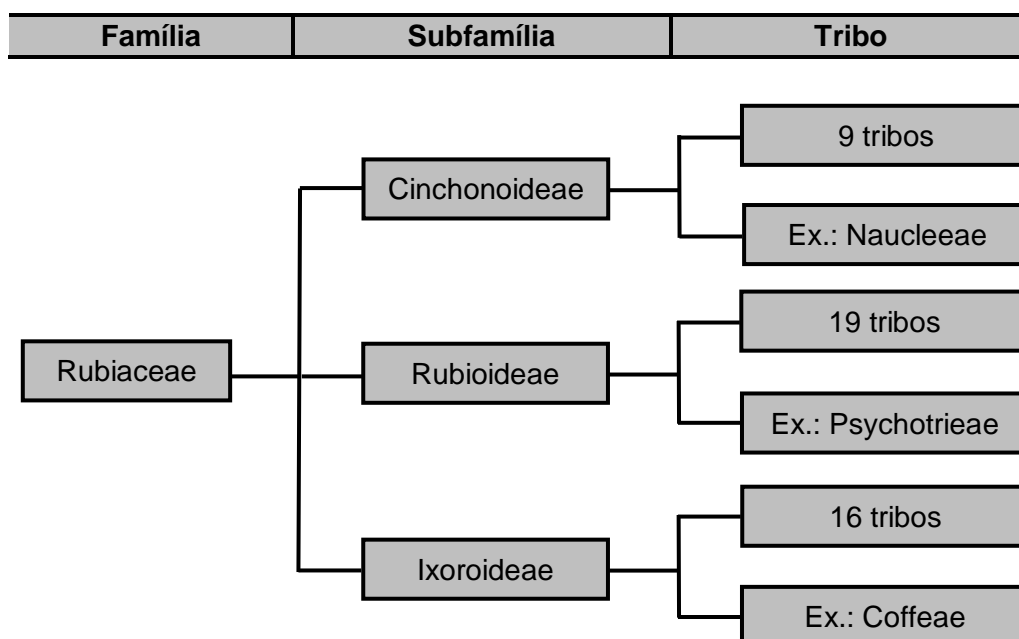 Família Subfamília Tribo
9 tribos
Cinchonoideae
Ex.: Naucleeae
19 tribos
Rubiaceae
Rubioideae
Ex.: Psychotrieae
16 tribos
Ixoroideae
Ex.: Coffeae